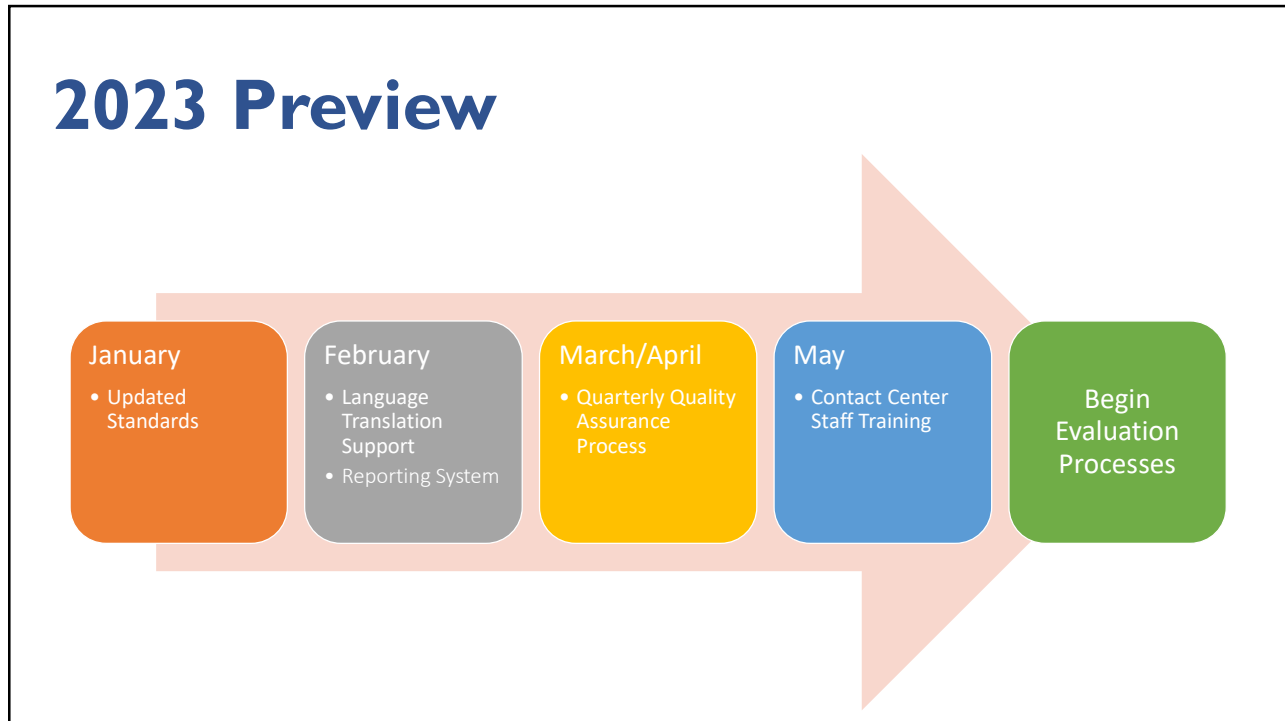 2023 Preview
January
• Updated
Standards
February
• Language
Translation
Support
• Reporting System
March/April
• Quarterly Quality
Assurance
Process
May
• Contact Center
Staff Training
Begin
Evaluation
Processes